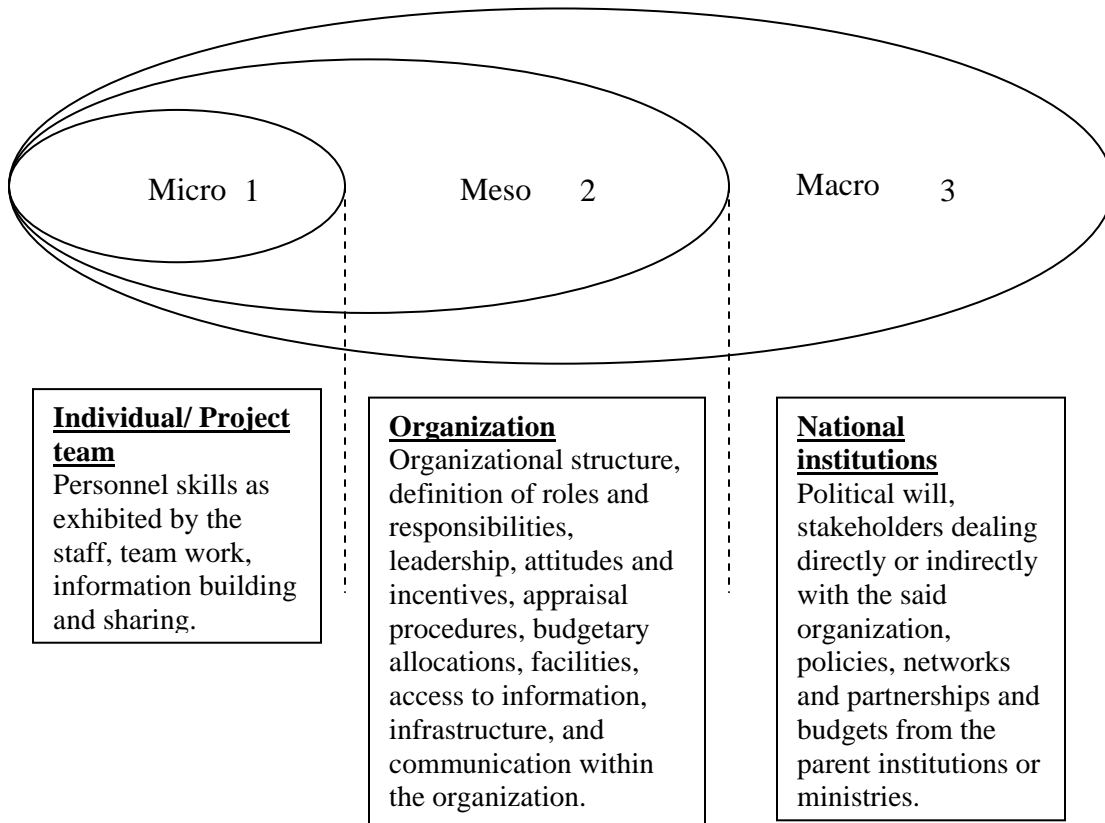 Micro 1
Meso 2
Macro 3
Individual/ Project
team
Personnel skills as
exhibited by the
staff, team work,
information building
and sharing.
Organization
Organizational structure,
definition of roles and
responsibilities,
leadership, attitudes and
incentives, appraisal
procedures, budgetary
allocations, facilities,
access to information,
infrastructure, and
communication within
the organization.
National
institutions
Political will,
stakeholders dealing
directly or indirectly
with the said
organization,
policies, networks
and partnerships and
budgets from the
parent institutions or
ministries.